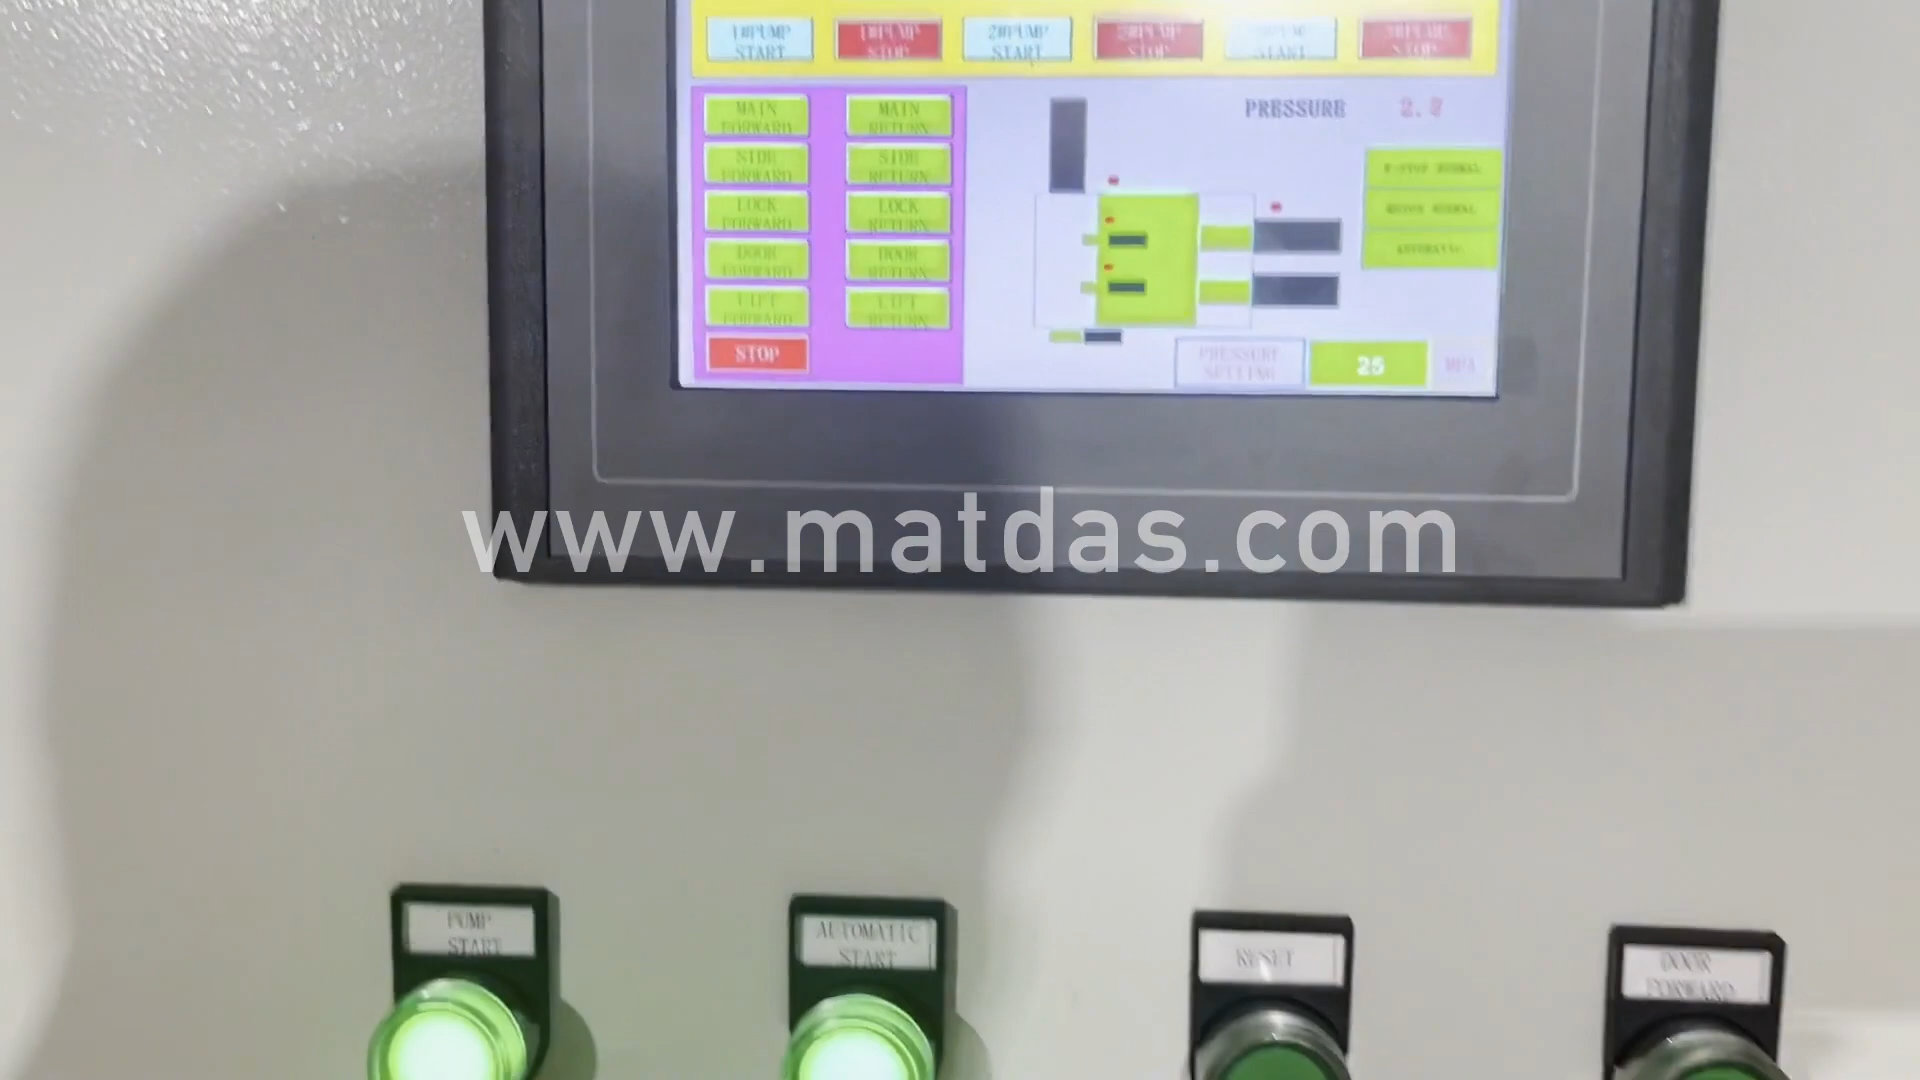 1#PUMP 1#PUMP 2#PUMP 2#PUMP 3#PUMP 3#PUMP
START STOP START STOP START STOP
MAIN MAIN PRESSURE 2.
FORWARD RETURN
SIDE SIDE E-STOP NORMAL
FORWARD RETURN
LOCK LOCK MOTOR NORMAL
FORWARD RETURN
DOOR DOOR AUTOMATIC
FORWARD RETURN
LIFT LIFT
FORWARD RETURN
STOP PRESSURE 25 MPA
SETTING
www.matdas.com
PUMP AUTOMATIC RESET DOOR
START START FORWARD